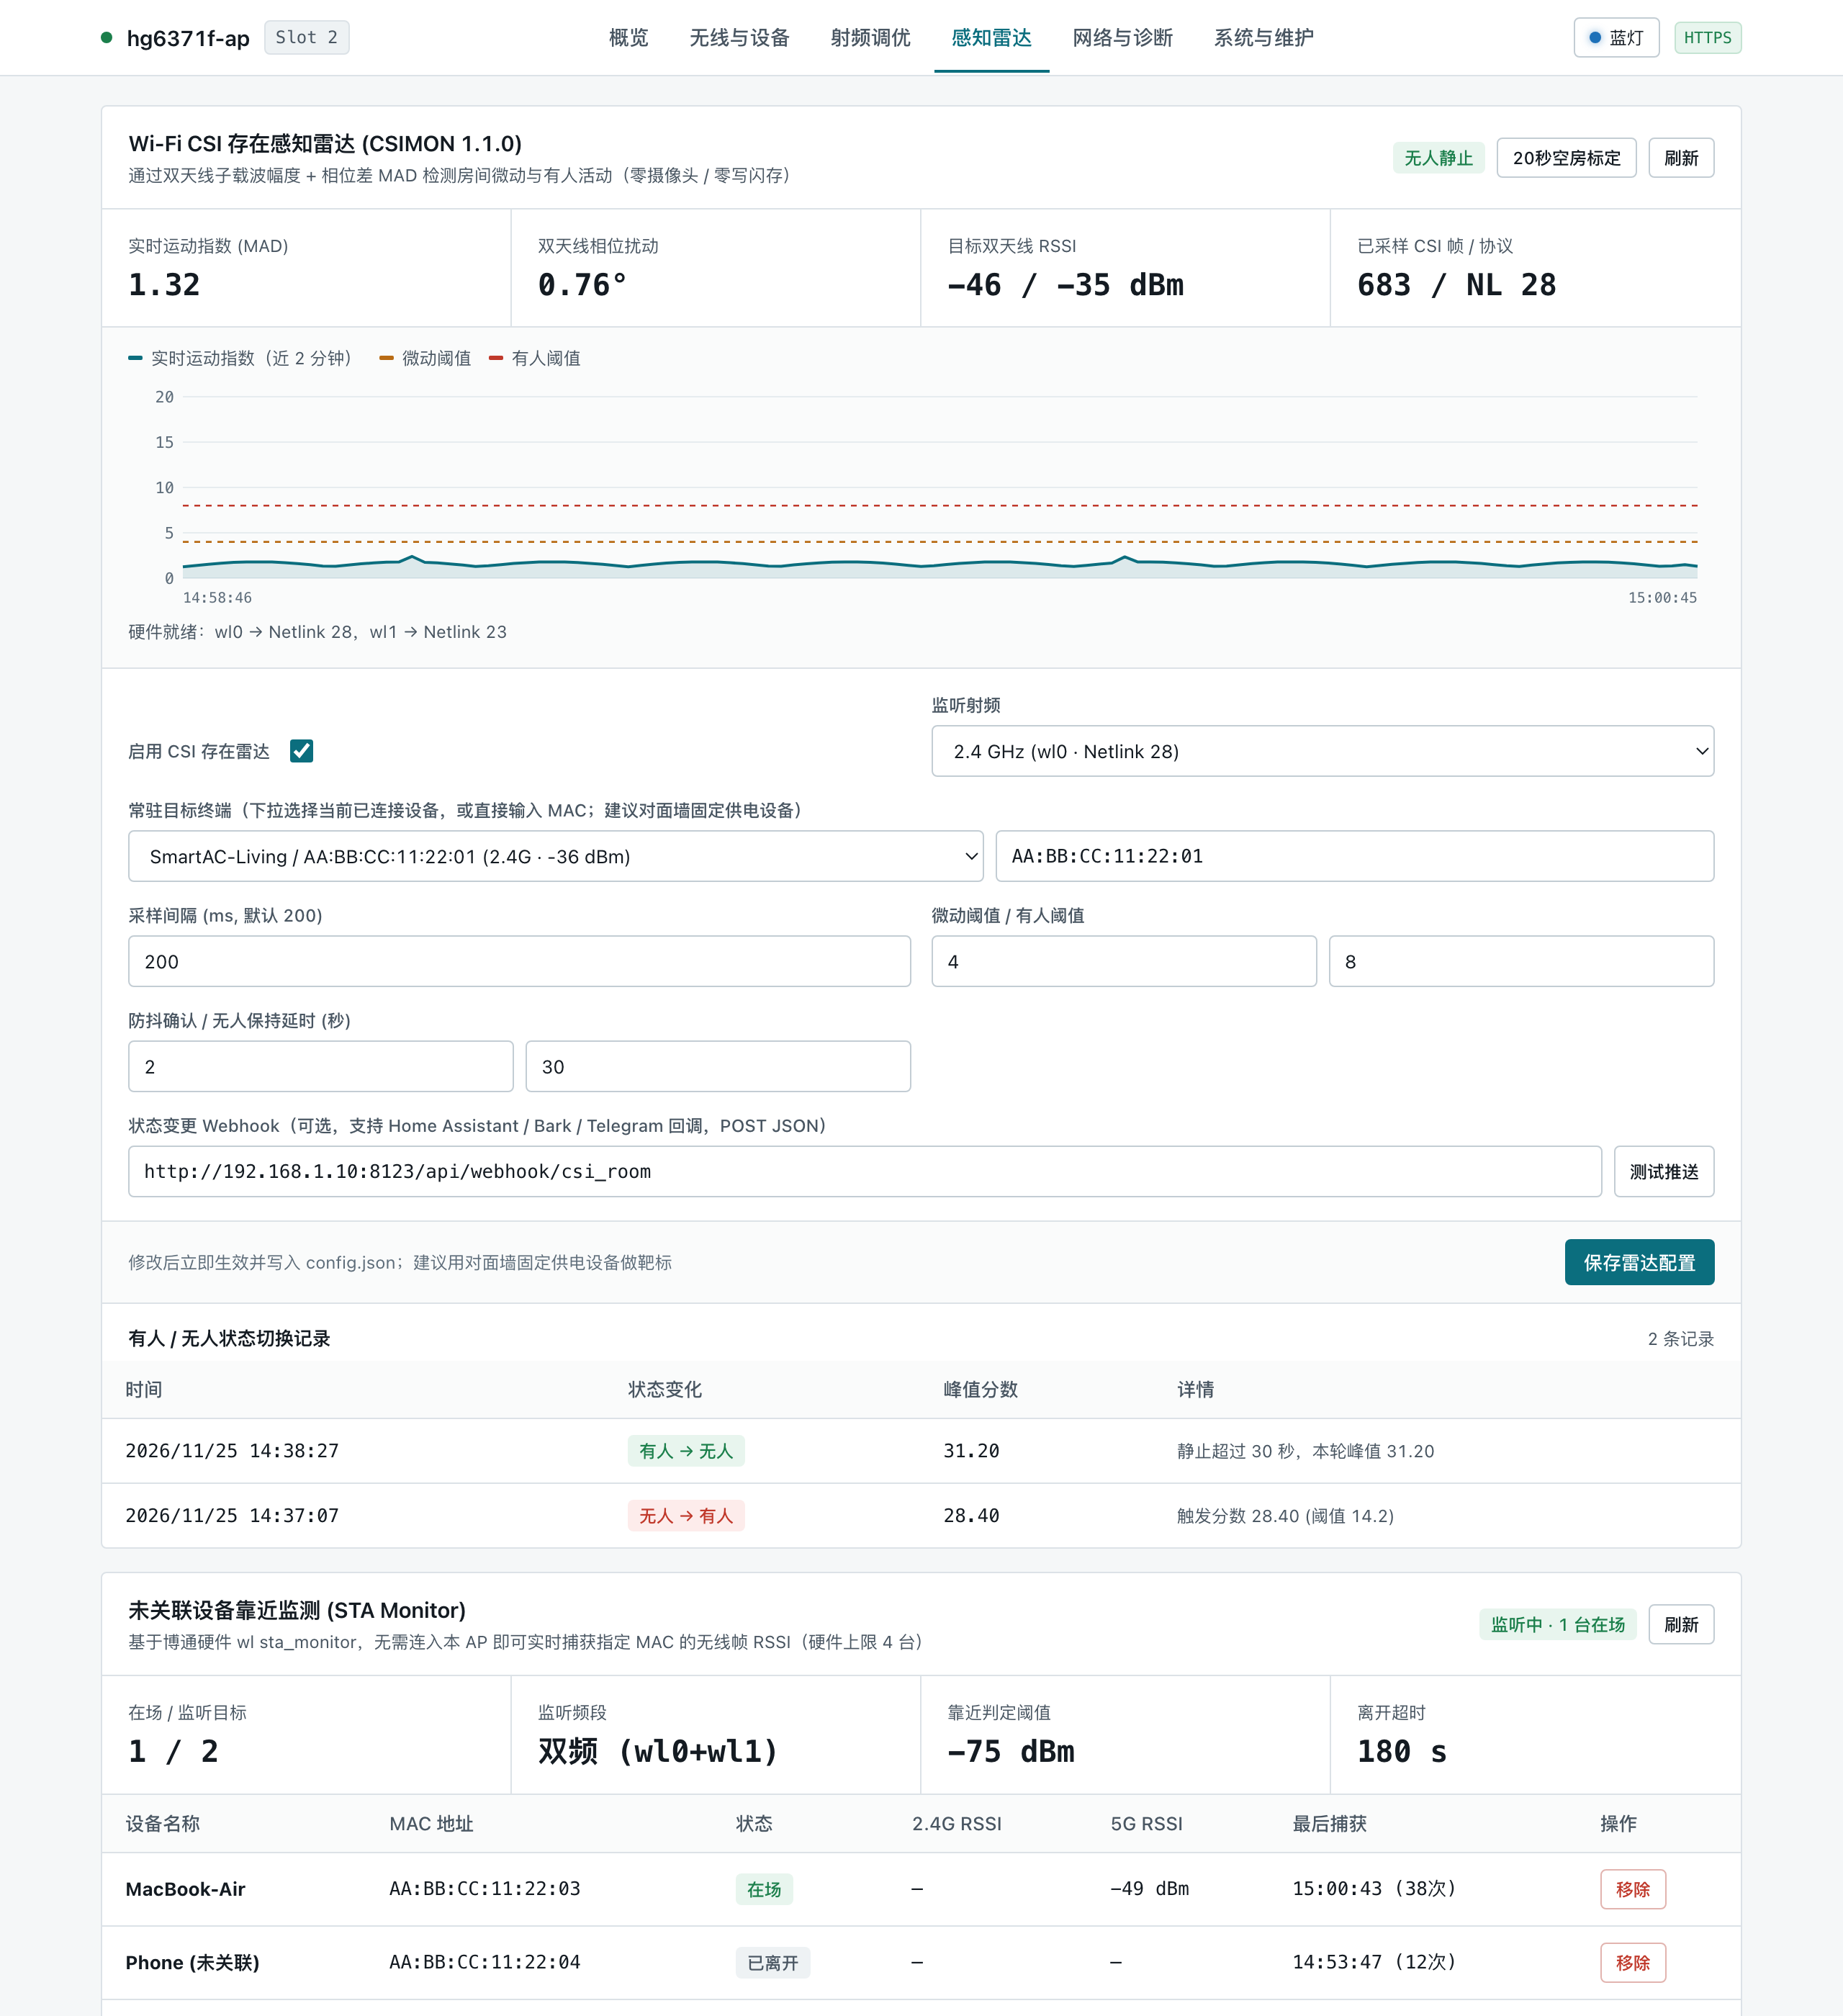 hg6371f-ap
Slot 2
概览
无线与设备
射频调优
感知雷达
网络与诊断
系统与维护
蓝灯
HTTPS
Wi-Fi CSI 存在感知雷达 (CSIMON 1.1.0)
通过双天线子载波幅度 + 相位差 MAD 检测房间微动与有人活动（零摄像头 / 零写闪存）
无人静止
20秒空房标定
刷新
实时运动指数 (MAD)
1.32
双天线相位扰动
0.76°
目标双天线 RSSI
-46 / -35 dBm
已采样 CSI 帧 / 协议
683 / NL 28
实时运动指数（近 2 分钟）
微动阈值
有人阈值
20
15
10
5
0
14:58:46
15:00:45
硬件就绪：wl0 → Netlink 28，wl1 → Netlink 23
启用 CSI 存在雷达
监听射频
2.4 GHz (wl0 · Netlink 28)
常驻目标终端（下拉选择当前已连接设备，或直接输入 MAC；建议对面墙固定供电设备）
SmartAC-Living / AA:BB:CC:11:22:01 (2.4G · -36 dBm)
AA:BB:CC:11:22:01
采样间隔 (ms, 默认 200)
200
微动阈值 / 有人阈值
4
8
防抖确认 / 无人保持延时 (秒)
2
30
状态变更 Webhook（可选，支持 Home Assistant / Bark / Telegram 回调，POST JSON）
http://192.168.1.10:8123/api/webhook/csi_room
测试推送
修改后立即生效并写入 config.json；建议用对面墙固定供电设备做靶标
保存雷达配置
有人 / 无人状态切换记录
2 条记录
时间 状态变化 峰值分数 详情
2026/11/25 14:38:27 有人 → 无人 31.20 静止超过 30 秒，本轮峰值 31.20
2026/11/25 14:37:07 无人 → 有人 28.40 触发分数 28.40 (阈值 14.2)
未关联设备靠近监测 (STA Monitor)
基于博通硬件 wl sta_monitor，无需连入本 AP 即可实时捕获指定 MAC 的无线帧 RSSI（硬件上限 4 台）
监听中 · 1 台在场
刷新
在场 / 监听目标
1 / 2
监听频段
双频 (wl0+wl1)
靠近判定阈值
-75 dBm
离开超时
180 s
设备名称 MAC 地址 状态 2.4G RSSI 5G RSSI 最后捕获 操作
MacBook-Air AA:BB:CC:11:22:03 在场 — -49 dBm 15:00:43 (38次) 移除
Phone (未关联) AA:BB:CC:11:22:04 已离开 — — 14:53:47 (12次) 移除